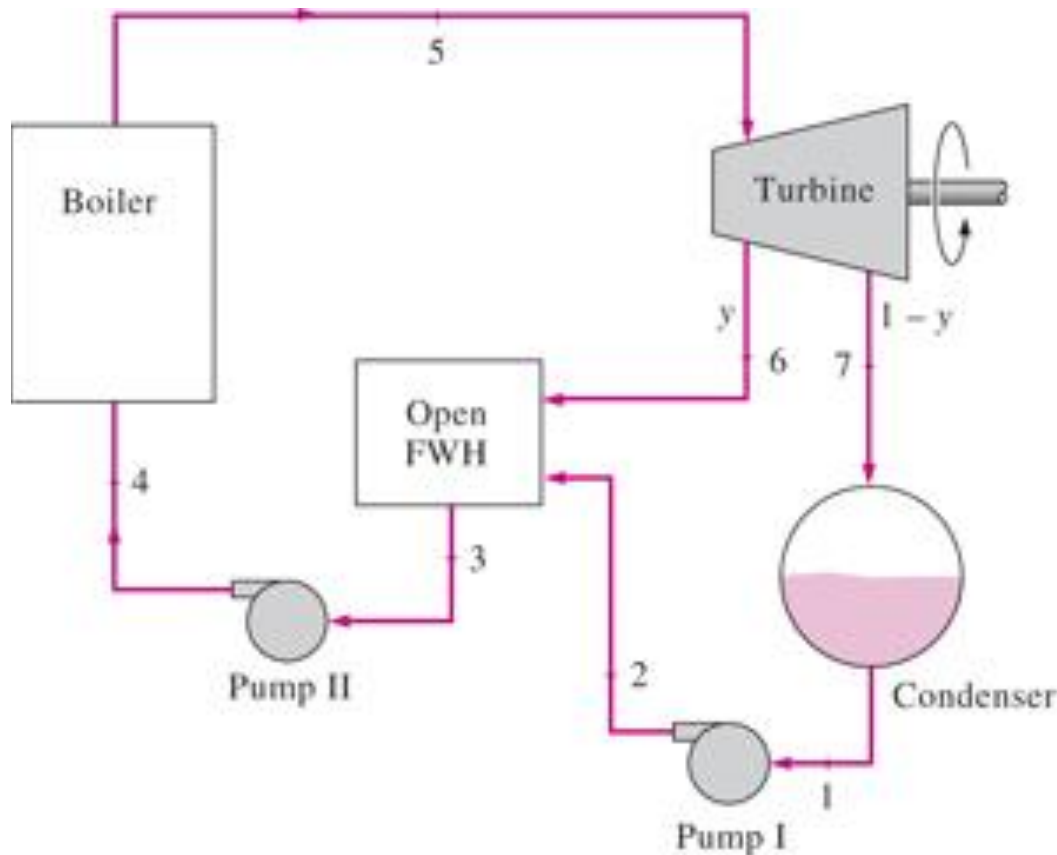 5
Boiler
Turbine
y
1 – y
6
7
Open
FWH
4
3
2
Pump II
Condenser
1
Pump I